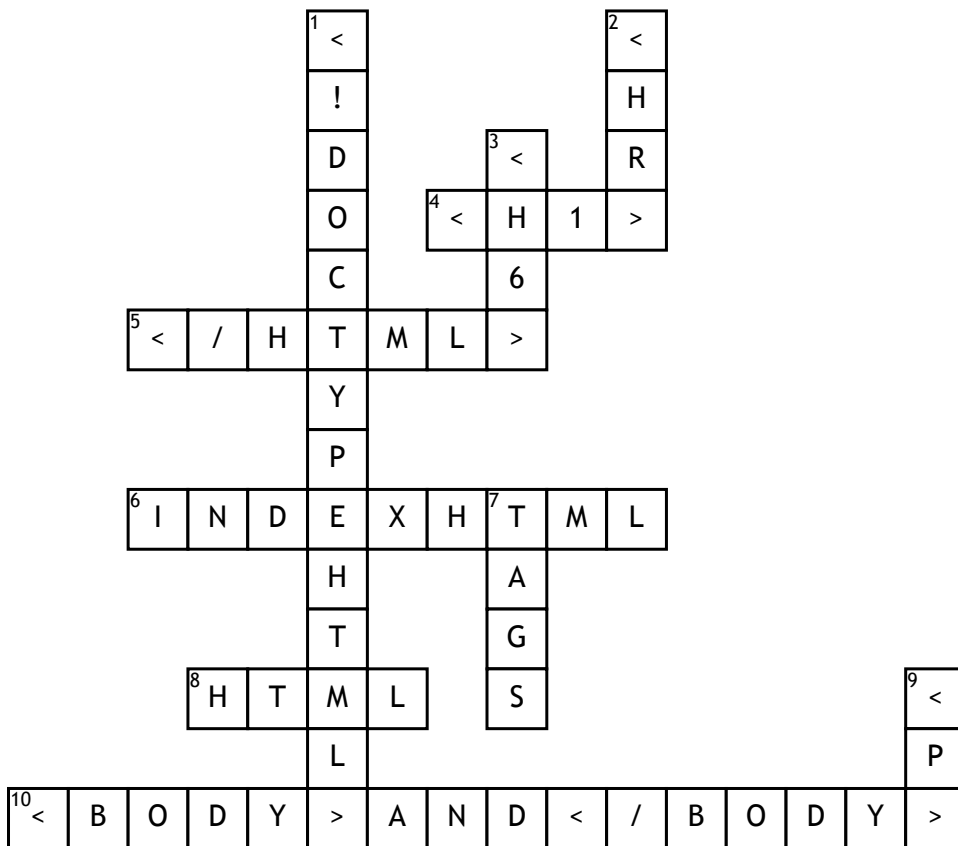 1 < 2 <
! H
D 3 < R
O 4 < H 1 >
C 6
5 < / H T M L >
Y
P
6 I N D E X H 7 T M L
H A
T G
8 H T M L S 9 <
L P
10 < B O D Y > A N D < / B O D Y >